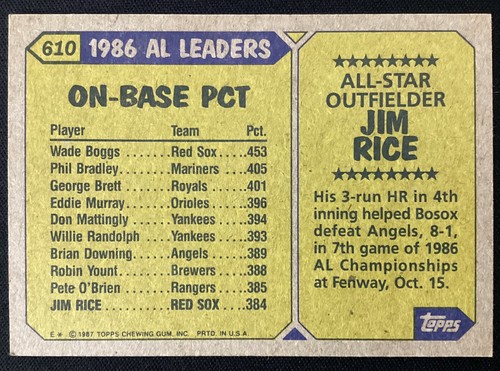 610 1986 AL LEADERS
ON-BASE PCT
Player Team Pct.
Wade Boggs .......Red Sox....453
Phil Bradley.......Mariners ....405
George Brett ......Royals .....401
Eddie Murray......Orioles .....396
Don Mattingly .....Yankees ....394
Willie Randolph ...Yankees ....393
Brian Downing.....Angels .....389
Robin Yount .......Brewers ....388
Pete O'Brien .......Rangers ....385
JIM RICE ..........RED SOX ....384
E * © 1987 TOPPS CHEWING GUM, INC. PRTD. IN U.S.A.
ALL-STAR
OUTFIELDER
JIM
RICE
His 3-run HR in 4th
inning helped Bosox
defeat Angels, 8-1,
in 7th game of 1986
AL Championships
at Fenway, Oct. 15.
topps